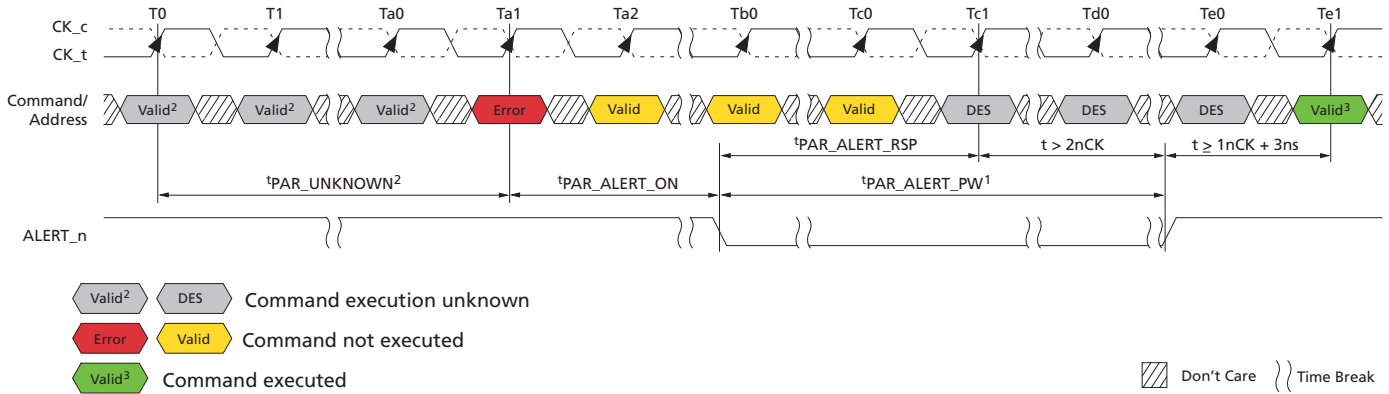 T0 T1 Ta0 Ta1 Ta2 Tb0 Tc0 Tc1 Td0 Te0 Te1
CK_c
CK_t
Command/
Address
Valid² Valid² Valid² Error Valid Valid Valid DES DES DES Valid³
tPAR_ALERT_RSP t > 2nCK t ≥ 1nCK + 3ns
tPAR_UNKNOWN² tPAR_ALERT_ON tPAR_ALERT_PW¹
ALERT_n
Valid² DES Command execution unknown
Error Valid Command not executed
Valid³ Command executed
Don't Care Time Break